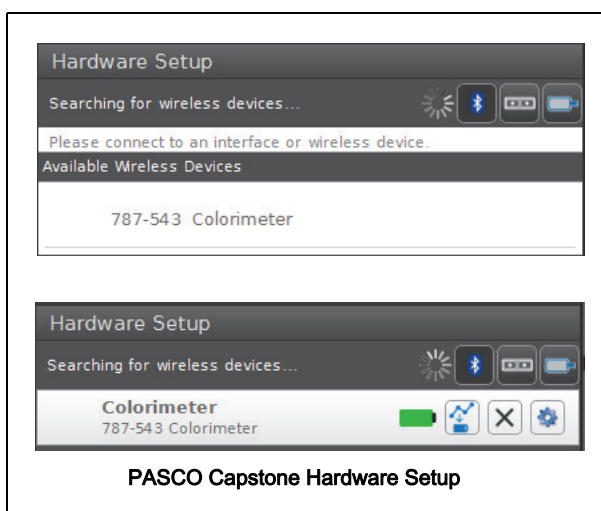 Hardware Setup
Searching for wireless devices...
Please connect to an interface or wireless device.
Available Wireless Devices
787-543 Colorimeter
Hardware Setup
Searching for wireless devices...
Colorimeter
787-543 Colorimeter
PASCO Capstone Hardware Setup